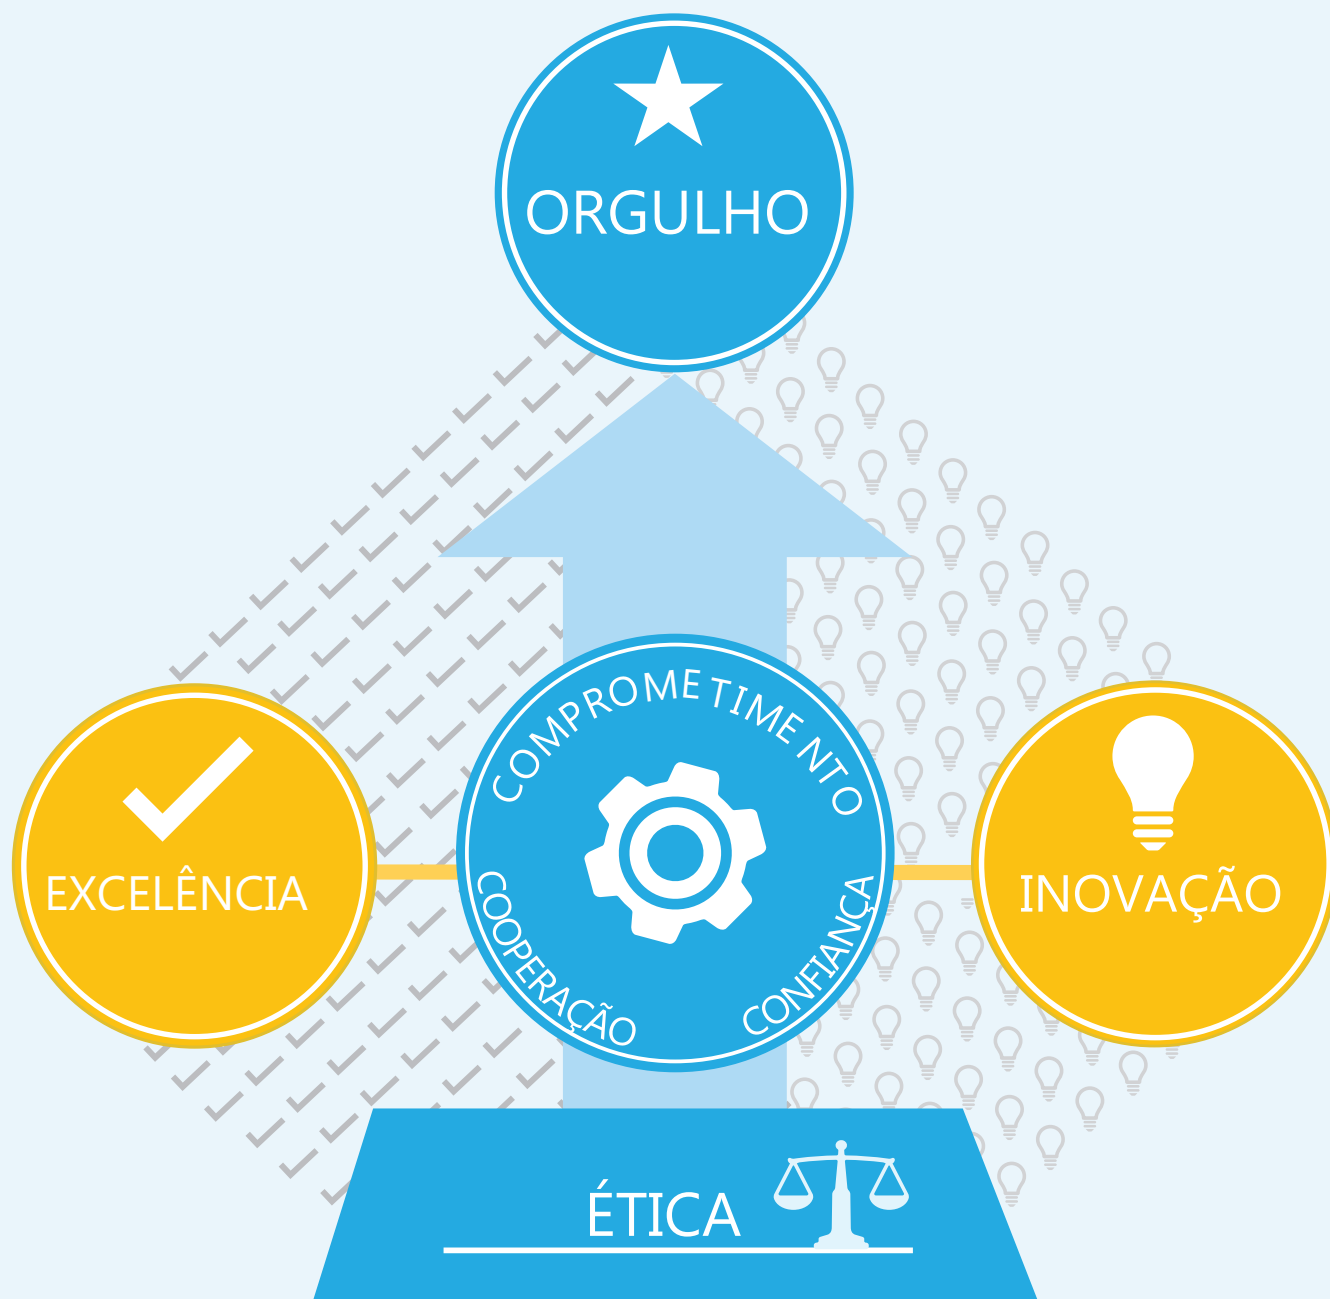 ORGULHO
COMPROMETIMENTO
EXCELÊNCIA
INOVAÇÃO
COOPERAÇÃO
CONFIANÇA
ÉTICA